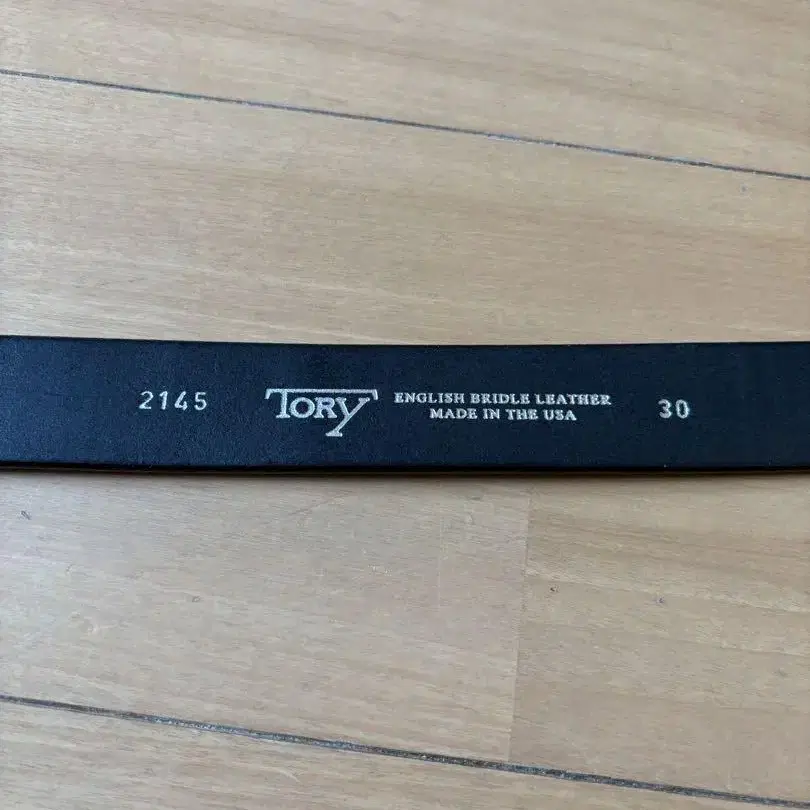 2145 TORY ENGLISH BRIDLE LEATHER 30
MADE IN THE USA